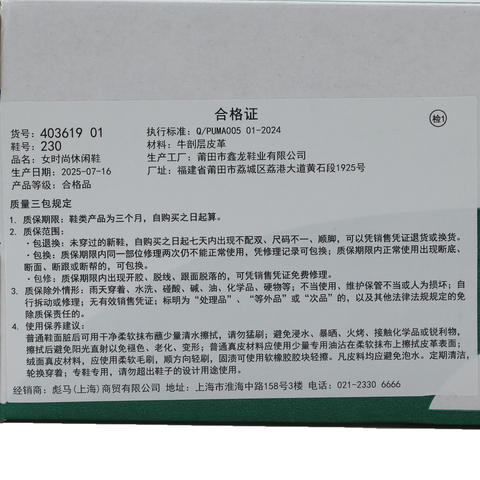 合格证
检1
货号: 403619 01
执行标准: Q/PUMA005 01-2024
鞋号: 230
材料: 牛剖层皮革
品名: 女时尚休闲鞋
生产工厂: 莆田市鑫龙鞋业有限公司
生产日期: 2025-07-16
厂址: 福建省莆田市荔城区荔港大道黄石段1925号
产品等级: 合格品
质量三包规定
1. 质保期限: 鞋类产品为三个月, 自购买之日起算。
2. 质保范围:
·包退换: 未穿过的新鞋, 自购买之日起七天内出现不配双、尺码不一、顺脚, 可以凭销售凭证退货或换货。
·包换: 质保期限内同一部位修理两次仍不能正常使用, 凭修理记录可包换; 质保期限内正常使用出现断底、
断面、断跟或断帮的, 可包换。
·包修: 质保期内出现开胶、脱线、跟面脱落的, 可凭销售凭证免费修理。
3. 质保除外情形: 雨天穿着、水洗、碰酸、碱、油、化学品、硬物等; 不当使用、维护保管不当或人为损坏; 自
行拆动或修理; 无有效销售凭证; 标明为“处理品”、“等外品”或“次品”的, 以及其他法律法规规定的免
除质保责任的。
4. 使用保养建议:
普通鞋面脏后可用干净柔软抹布蘸少量清水擦拭, 请勿猛刷; 避免浸水、暴晒、火烤、接触化学品或锐利物,
擦拭后避免阳光直射以免褪色、老化、变形; 普通真皮材料应使用少量专用油沾在柔软抹布上擦拭皮革表面;
绒面真皮材料, 应使用柔软毛刷, 顺方向轻刷, 固渍可使用软橡胶胶块轻擦。凡皮料均应避免泡水。定期清洁,
轮换穿着; 专鞋专用, 请勿超出鞋子的设计用途使用。
经销商: 彪马(上海)商贸有限公司 地址: 上海市淮海中路158号3楼 电话: 021-2330 6666